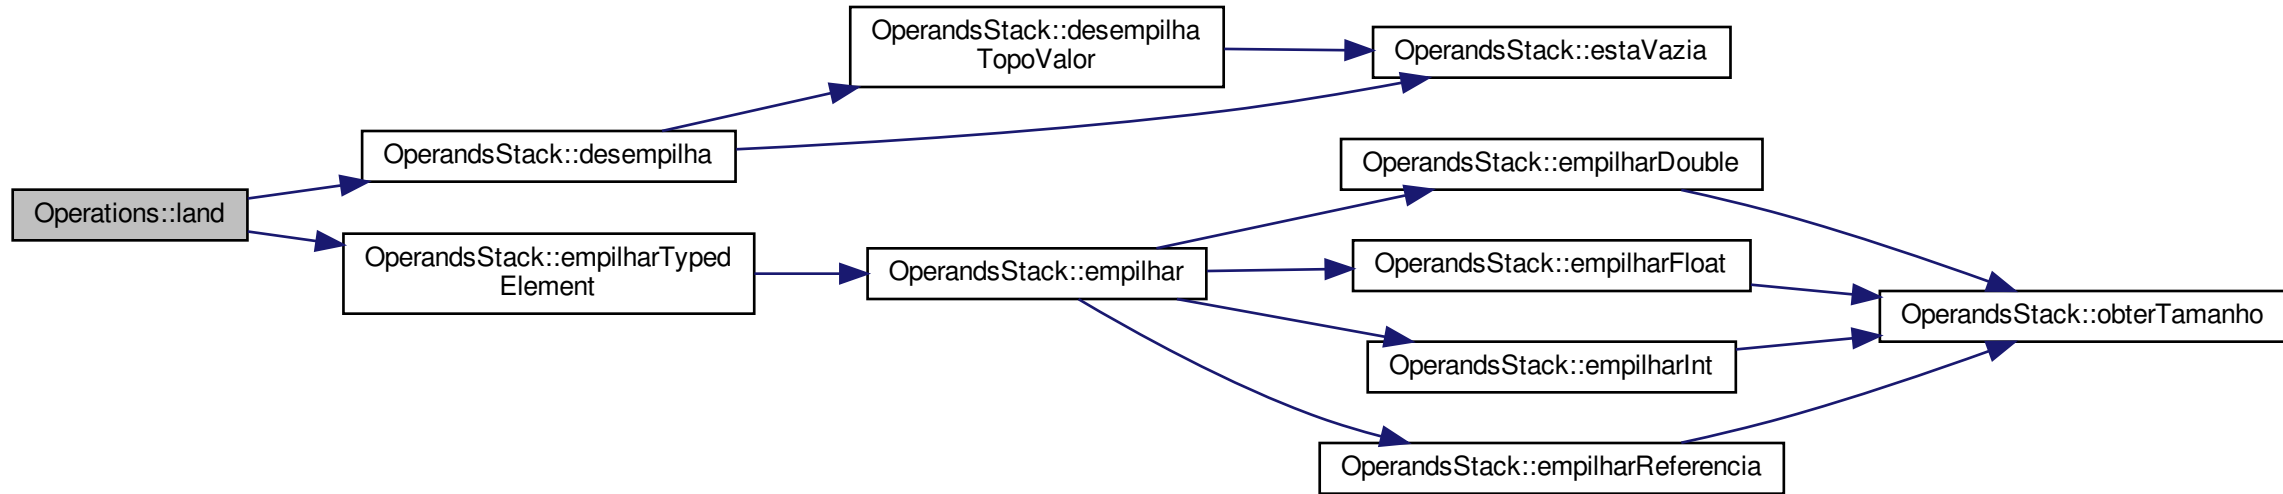 Operations::land
OperandsStack::desempilha
OperandsStack::desempilha
TopoValor
OperandsStack::estaVazia
OperandsStack::empilharTyped
Element
OperandsStack::empilhar
OperandsStack::empilharDouble
OperandsStack::empilharFloat
OperandsStack::empilharInt
OperandsStack::empilharReferencia
OperandsStack::obterTamanho